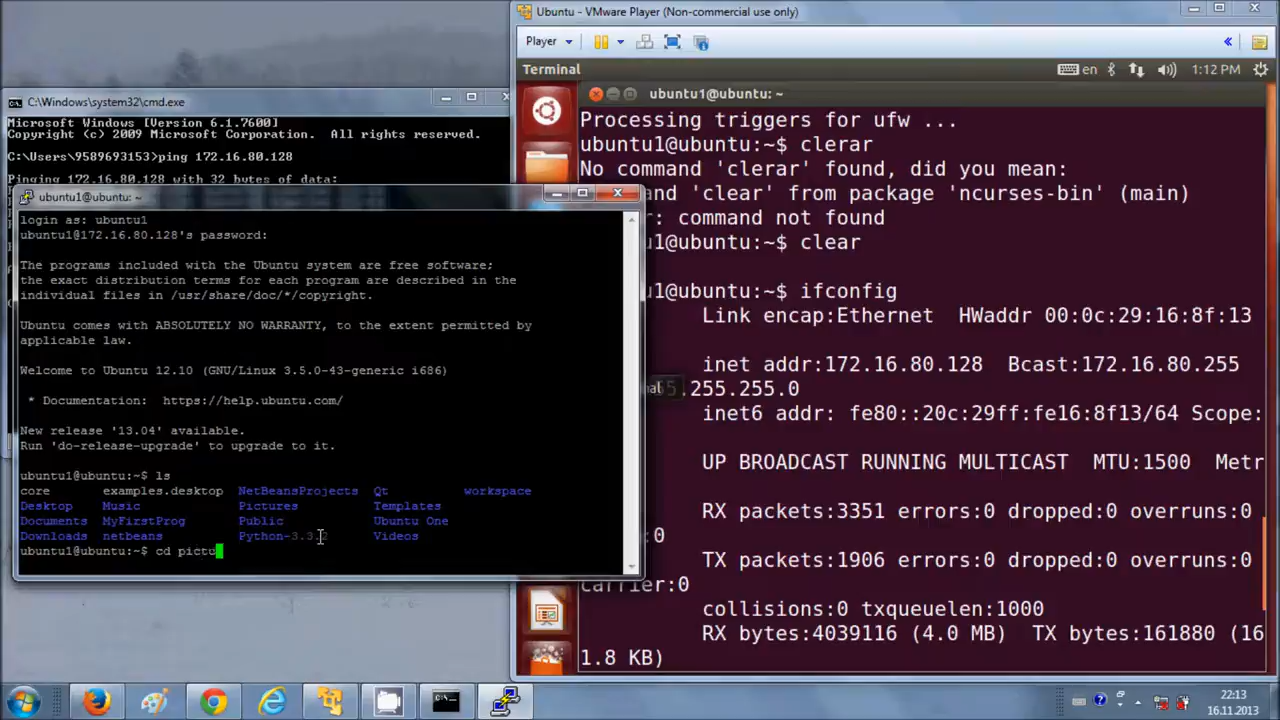 Ubuntu - VMware Player (Non-commercial use only)
Player
Terminal
en
1:12 PM
ubuntu1@ubuntu: ~
Processing triggers for ufw ...
ubuntu1@ubuntu:~$ clerar
No command 'clerar' found, did you mean:
and 'clear' from package 'ncurses-bin' (main)
r: command not found
u1@ubuntu:~$ clear
u1@ubuntu:~$ ifconfig
Link encap:Ethernet HWaddr 00:0c:29:16:8f:13
inet addr:172.16.80.128 Bcast:172.16.80.255
.255.255.0
inet6 addr: fe80::20c:29ff:fe16:8f13/64 Scope:
UP BROADCAST RUNNING MULTICAST MTU:1500 Metr
RX packets:3351 errors:0 dropped:0 overruns:0
:0
TX packets:1906 errors:0 dropped:0 overruns:0
carrier:0
collisions:0 txqueuelen:1000
RX bytes:4039116 (4.0 MB) TX bytes:161880 (16
1.8 KB)
C:\Windows\system32\cmd.exe
Microsoft Windows [Version 6.1.7600]
Copyright (c) 2009 Microsoft Corporation. All rights reserved.
C:\Users\9589693153>ping 172.16.80.128
Pinging 172.16.80.128 with 32 bytes of data:
ubuntu1@ubuntu: ~
login as: ubuntu1
ubuntu1@172.16.80.128's password:
The programs included with the Ubuntu system are free software;
the exact distribution terms for each program are described in the
individual files in /usr/share/doc/*/copyright.
Ubuntu comes with ABSOLUTELY NO WARRANTY, to the extent permitted by
applicable law.
Welcome to Ubuntu 12.10 (GNU/Linux 3.5.0-43-generic i686)
* Documentation: https://help.ubuntu.com/
New release '13.04' available.
Run 'do-release-upgrade' to upgrade to it.
ubuntu1@ubuntu:~$ ls
core examples.desktop NetBeansProjects Qt workspace
Desktop Music Pictures Templates
Documents MyFirstProg Public Ubuntu One
Downloads netbeans Python-3.3.2 Videos
ubuntu1@ubuntu:~$ cd pictu
22:13
16.11.2013